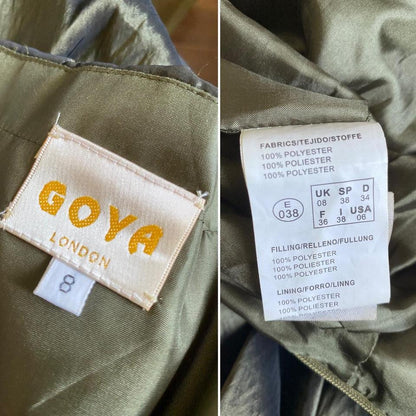 GOYA
LONDON
8
FABRICS/TEJIDO/STOFFE
100% POLYESTER
100% POLIESTER
100% POLYESTER
E
038
UK SP D
08 38 34
F I USA
36 38 06
FILLING/RELLENO/FULLUNG
100% POLYESTER
100% POLIESTER
100% POLYESTER
LINING/FORRO/LINNG
100% POLYESTER
100% POLIESTER
100% POLYESTER